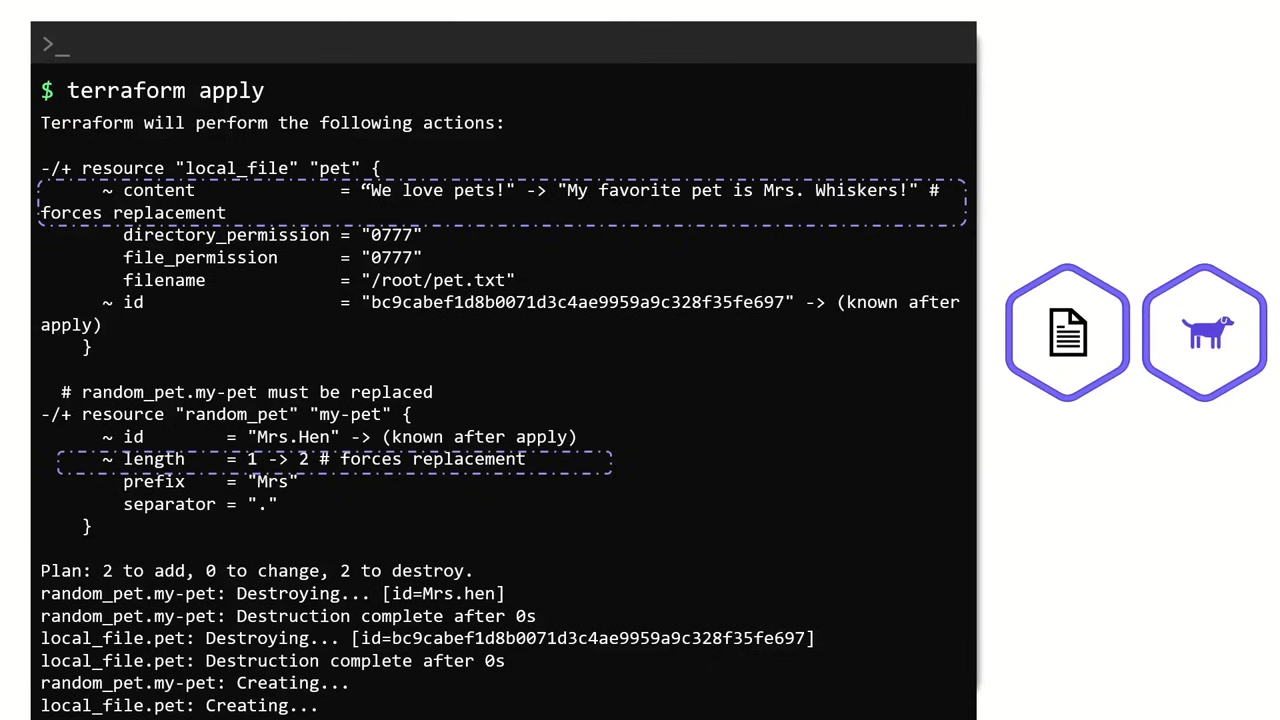 >_
$ terraform apply
Terraform will perform the following actions:
-/+ resource "local_file" "pet" {
~ content = “We love pets!" -> "My favorite pet is Mrs. Whiskers!" #
forces replacement
directory_permission = "0777"
file_permission = "0777"
filename = "/root/pet.txt"
~ id = "bc9cabef1d8b0071d3c4ae9959a9c328f35fe697" -> (known after
apply)
}
# random_pet.my-pet must be replaced
-/+ resource "random_pet" "my-pet" {
~ id = "Mrs.Hen" -> (known after apply)
~ length = 1 -> 2 # forces replacement
prefix = "Mrs"
separator = "."
}
Plan: 2 to add, 0 to change, 2 to destroy.
random_pet.my-pet: Destroying... [id=Mrs.hen]
random_pet.my-pet: Destruction complete after 0s
local_file.pet: Destroying... [id=bc9cabef1d8b0071d3c4ae9959a9c328f35fe697]
local_file.pet: Destruction complete after 0s
random_pet.my-pet: Creating...
local_file.pet: Creating...